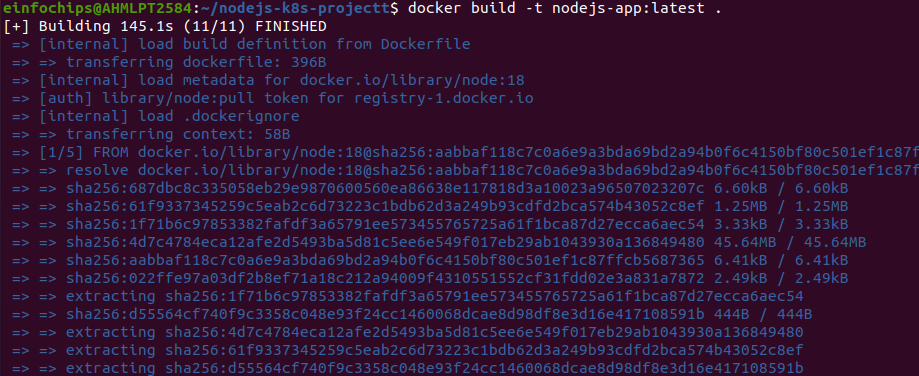 einfochips@AHMLPT2584:~/nodejs-k8s-projectt$ docker build -t nodejs-app:latest .
[+] Building 145.1s (11/11) FINISHED
=> [internal] load build definition from Dockerfile
=> => transferring dockerfile: 396B
=> [internal] load metadata for docker.io/library/node:18
=> [auth] library/node:pull token for registry-1.docker.io
=> [internal] load .dockerignore
=> => transferring context: 58B
=> [1/5] FROM docker.io/library/node:18@sha256:aabbaf118c7c0a6e9a3bda69bd2a94b0f6c4150bf80c501ef1c87f
=> => resolve docker.io/library/node:18@sha256:aabbaf118c7c0a6e9a3bda69bd2a94b0f6c4150bf80c501ef1c87f
=> => sha256:687dbc8c335058eb29e9870600560ea86638e117818d3a10023a96507023207c 6.60kB / 6.60kB
=> => sha256:61f9337345259c5eab2c6d73223c1bdb62d3a249b93cdfd2bca574b43052c8ef 1.25MB / 1.25MB
=> => sha256:1f71b6c97853382fafdf3a65791ee573455765725a61f1bca87d27ecca6aec54 3.33kB / 3.33kB
=> => sha256:4d7c4784eca12afe2d5493ba5d81c5ee6e549f017eb29ab1043930a136849480 45.64MB / 45.64MB
=> => sha256:aabbaf118c7c0a6e9a3bda69bd2a94b0f6c4150bf80c501ef1c87ffcb5687363 6.41kB / 6.41kB
=> => sha256:022ffe97a03df2b8ef71a18c212a94009f4310551552cf31fdd02e3a831a7872 2.49kB / 2.49kB
=> => extracting sha256:1f71b6c97853382fafdf3a65791ee573455765725a61f1bca87d27ecca6aec54
=> => sha256:d55564cf740f9c3358c048e93f24cc1460068dcae8d98df8e3d16e417108591b 444B / 444B
=> => extracting sha256:4d7c4784eca12afe2d5493ba5d81c5ee6e549f017eb29ab1043930a136849480
=> => extracting sha256:61f9337345259c5eab2c6d73223c1bdb62d3a249b93cdfd2bca574b43052c8ef
=> => extracting sha256:d55564cf740f9c3358c048e93f24cc1460068dcae8d98df8e3d16e417108591b